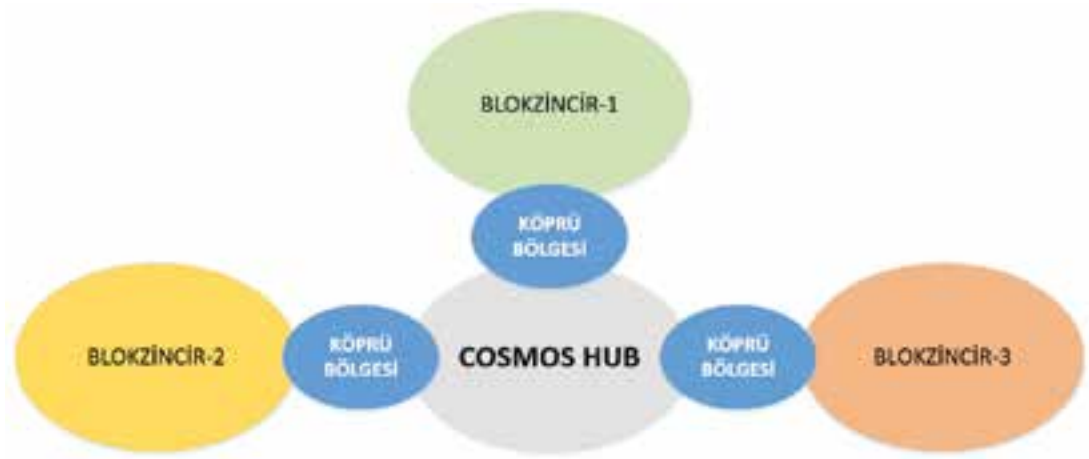 BLOKZİNCİR-1
KÖPRÜ
BÖLGESİ
BLOKZİNCİR-2
KÖPRÜ
BÖLGESİ
COSMOS HUB
KÖPRÜ
BÖLGESİ
BLOKZİNCİR-3